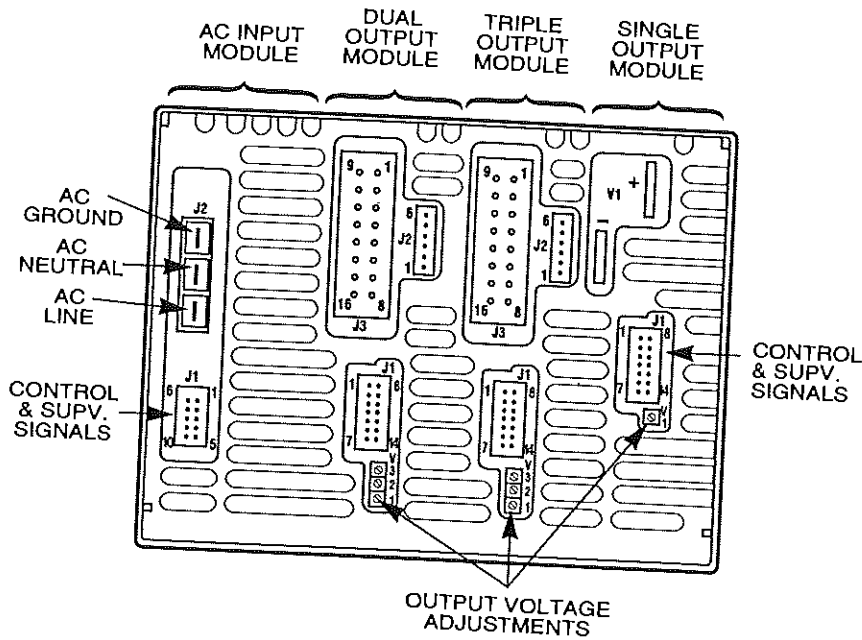 AC INPUT
MODULE
DUAL
OUTPUT
MODULE
TRIPLE
OUTPUT
MODULE
SINGLE
OUTPUT
MODULE
AC
GROUND
AC
NEUTRAL
AC
LINE
CONTROL
& SUPV.
SIGNALS
J2
J1
6 1
10 5
9 1
16 8
J3
6
J2
1
J1
1 8
7 14
V
3
2
1
9 1
16 8
J3
6
J2
1
J1
1 8
7 14
V
3
2
1
V1 +
−
J1
1 8
7 14
V
1
CONTROL
& SUPV.
SIGNALS
OUTPUT VOLTAGE
ADJUSTMENTS